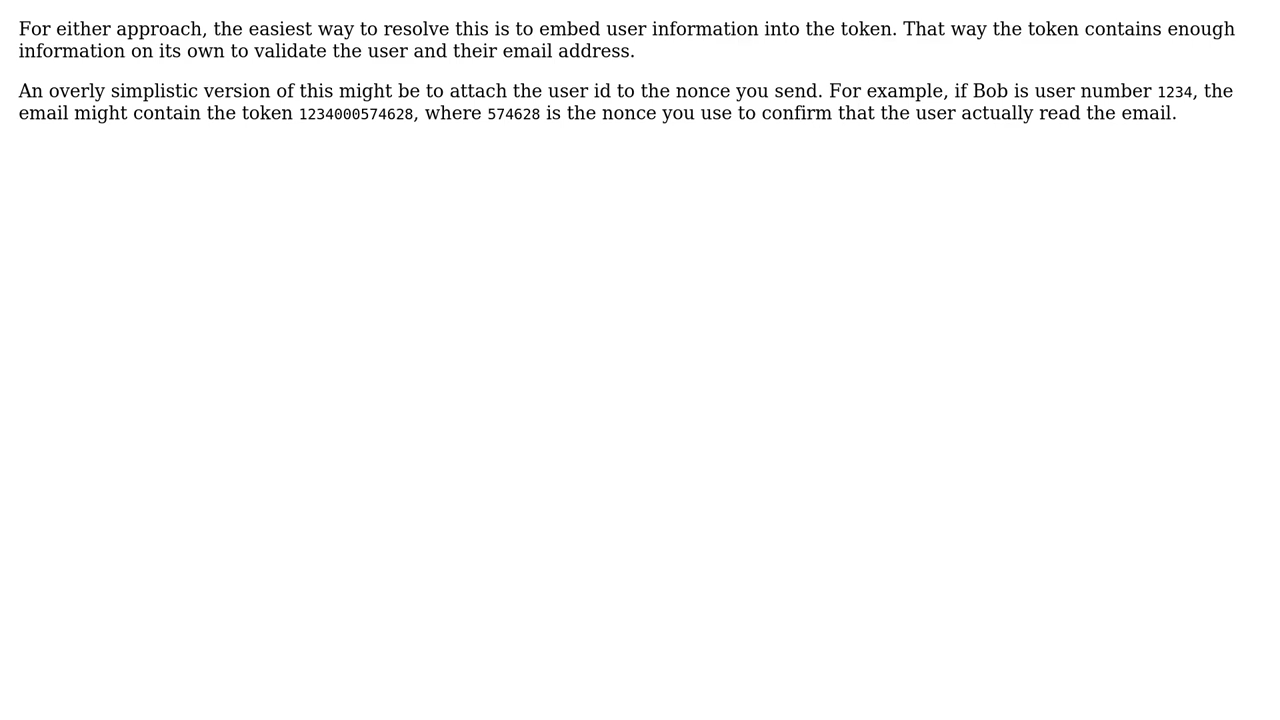 For either approach, the easiest way to resolve this is to embed user information into the token. That way the token contains enough
information on its own to validate the user and their email address.
An overly simplistic version of this might be to attach the user id to the nonce you send. For example, if Bob is user number 1234, the
email might contain the token 1234000574628, where 574628 is the nonce you use to confirm that the user actually read the email.